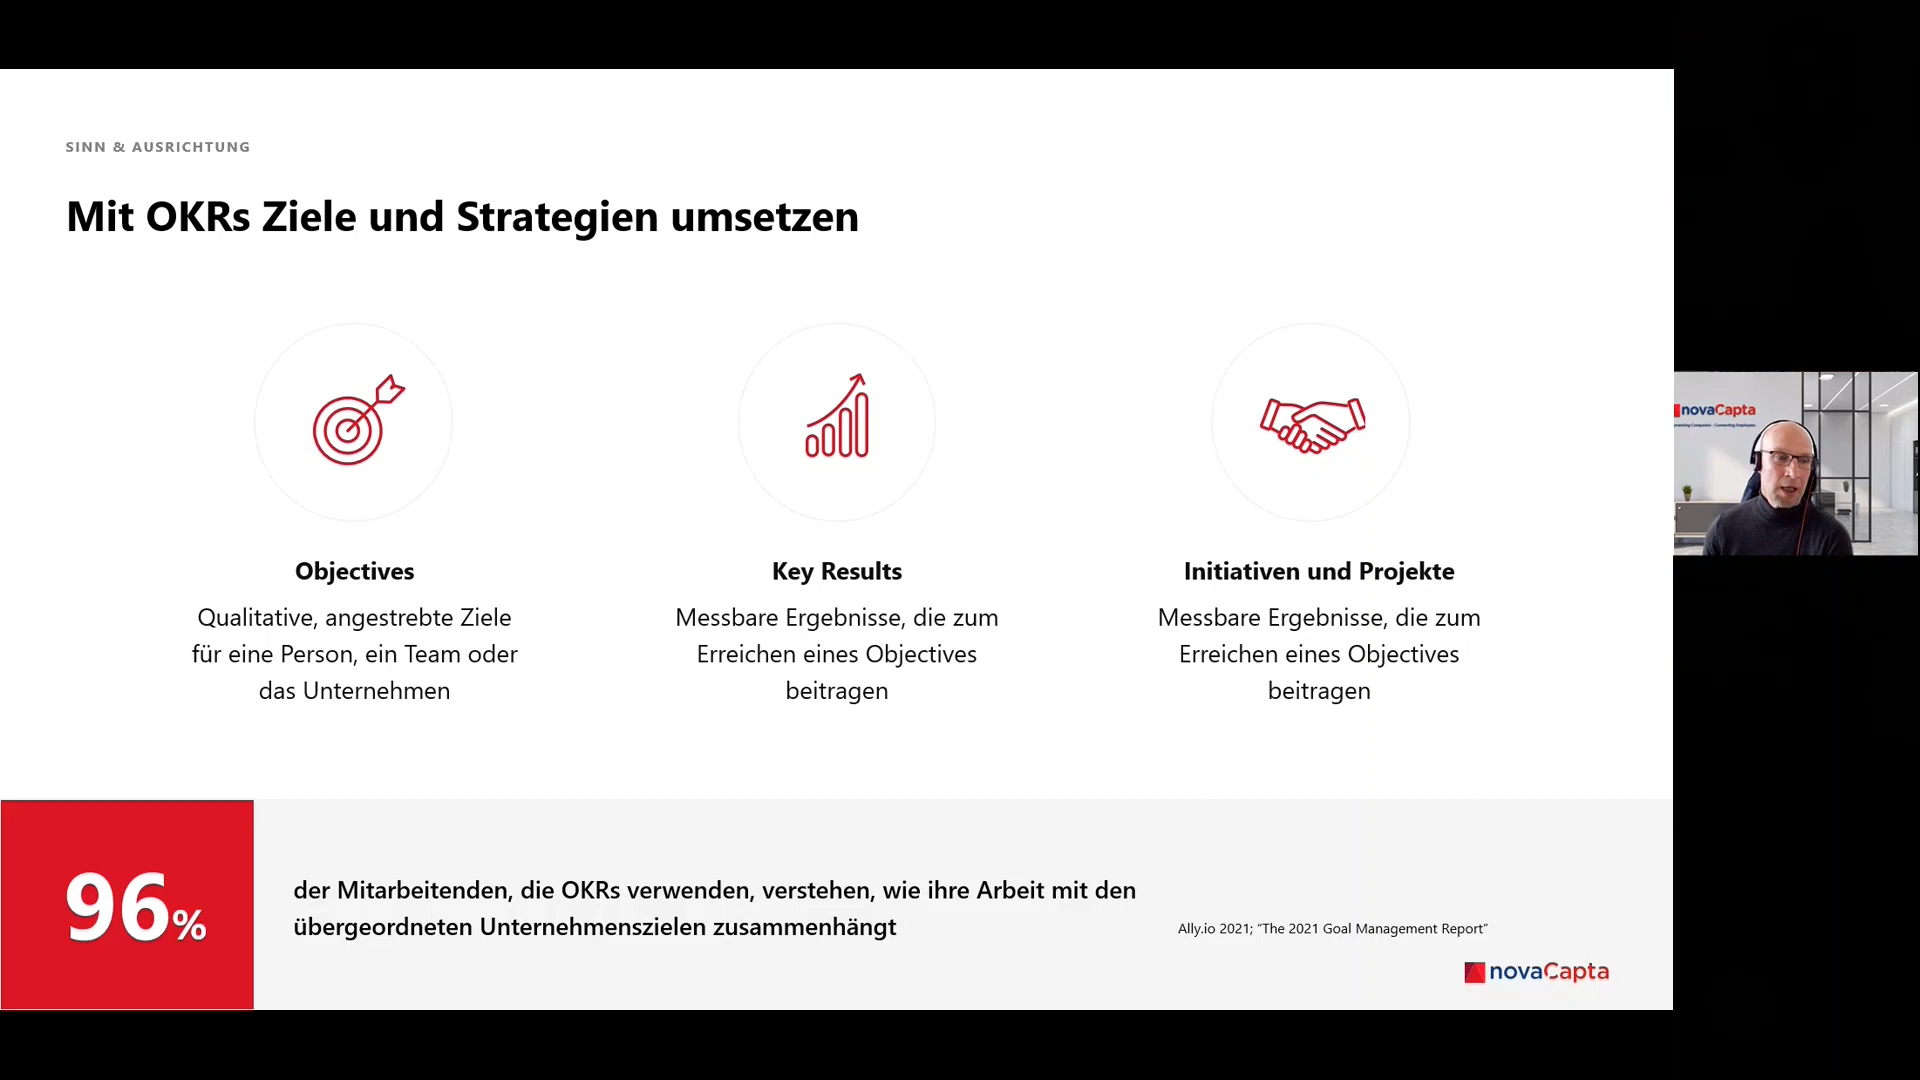 SINN & AUSRICHTUNG
Mit OKRs Ziele und Strategien umsetzen
Objectives
Qualitative, angestrebte Ziele
für eine Person, ein Team oder
das Unternehmen
Key Results
Messbare Ergebnisse, die zum
Erreichen eines Objectives
beitragen
Initiativen und Projekte
Messbare Ergebnisse, die zum
Erreichen eines Objectives
beitragen
96%
der Mitarbeitenden, die OKRs verwenden, verstehen, wie ihre Arbeit mit den
übergeordneten Unternehmenszielen zusammenhängt
Ally.io 2021; "The 2021 Goal Management Report"
novaCapta
novaCapta